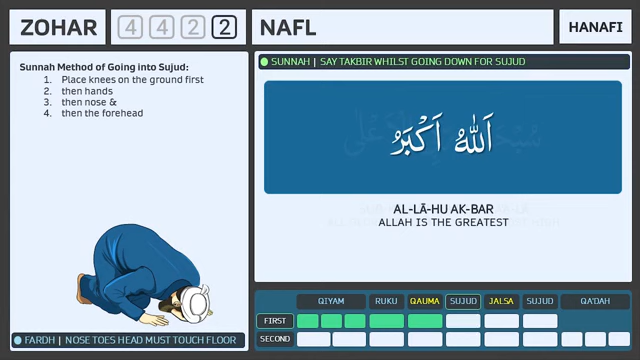 ZOHAR
4 4 2 2
NAFL
HANAFI
Sunnah Method of Going into Sujud:
1. Place knees on the ground first
2. then hands
3. then nose &
4. then the forehead
SUNNAH | SAY TAKBIR WHILST GOING DOWN FOR SUJUD
اَللّٰهُ اَكْبَرُ
AL-LĀ-HU AK-BAR
ALLAH IS THE GREATEST
FARDH | NOSE TOES HEAD MUST TOUCH FLOOR
QIYAM RUKU QAUMA SUJUD JALSA SUJUD QA'DAH
FIRST
SECOND